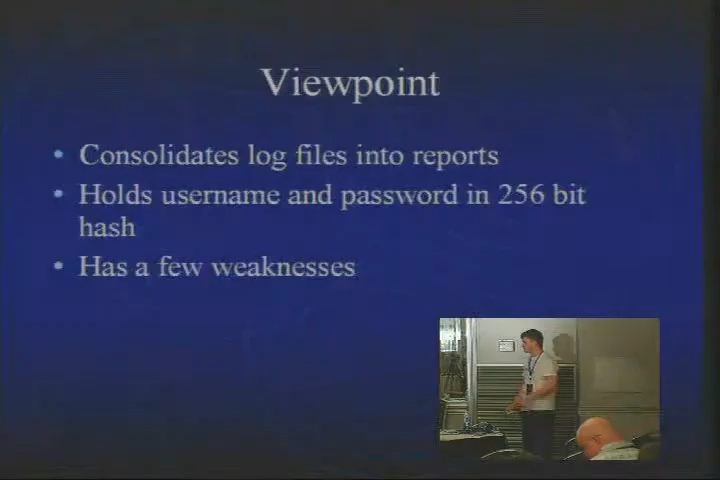 Viewpoint
• Consolidates log files into reports
• Holds username and password in 256 bit
hash
• Has a few weaknesses